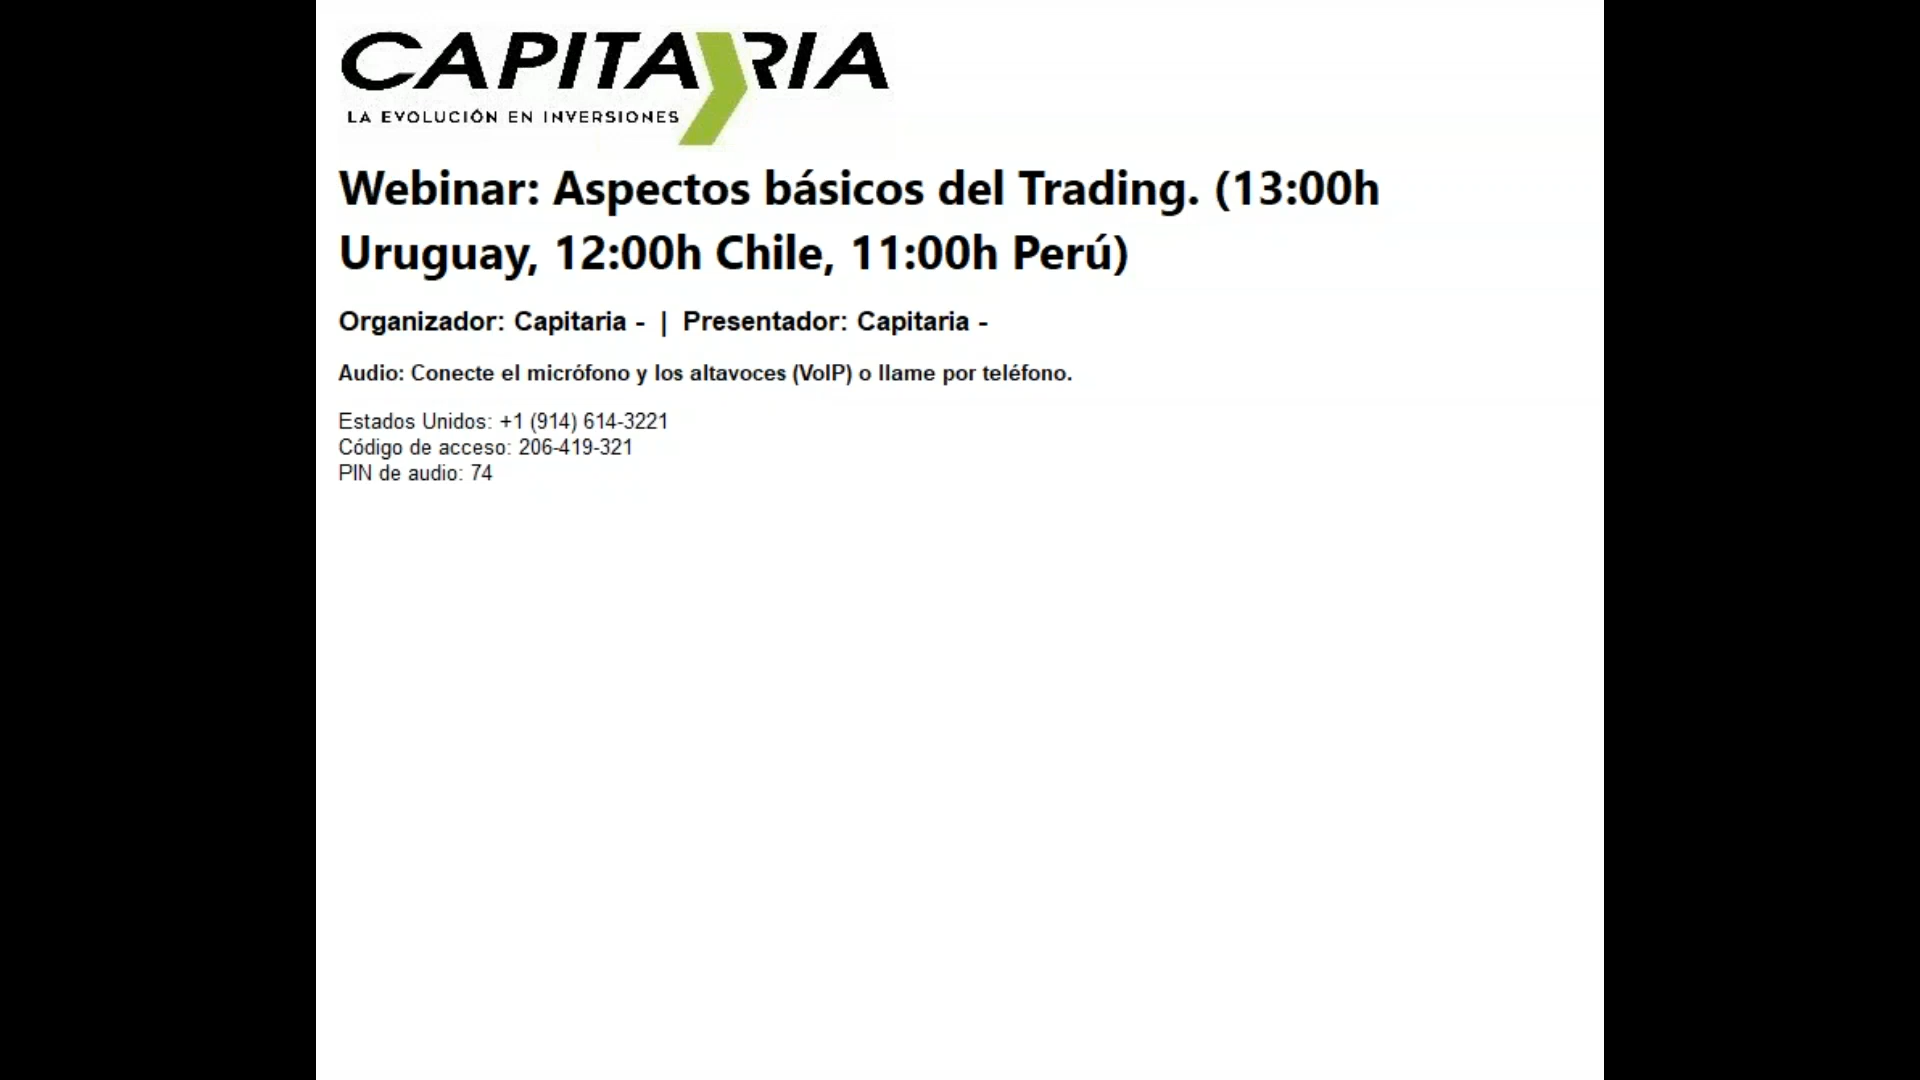 CAPITARIA
LA EVOLUCIÓN EN INVERSIONES
Webinar: Aspectos básicos del Trading. (13:00h
Uruguay, 12:00h Chile, 11:00h Perú)
Organizador: Capitaria - | Presentador: Capitaria -
Audio: Conecte el micrófono y los altavoces (VoIP) o llame por teléfono.
Estados Unidos: +1 (914) 614-3221
Código de acceso: 206-419-321
PIN de audio: 74